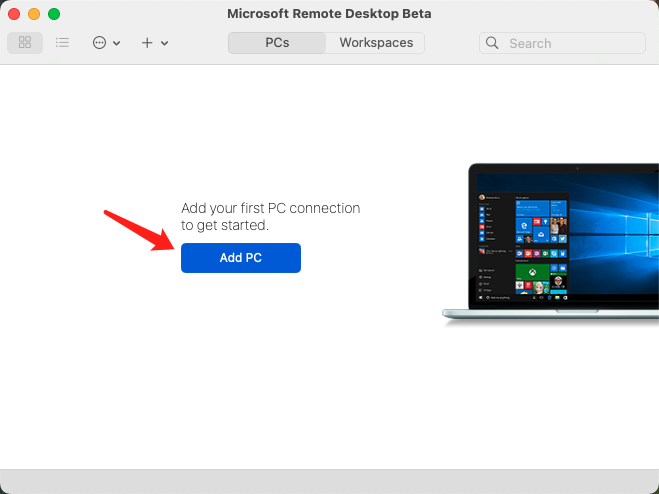 Microsoft Remote Desktop Beta
PCs
Workspaces
Search
Add your first PC connection
to get started.
Add PC